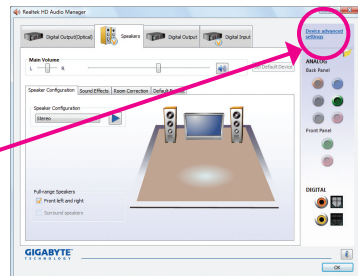 Realtek HD Audio Manager
Digital Output(Optical)
Speakers
Digital Output
Digital Input
Device advanced
settings
Main Volume
L
R
Set Default Device
ANALOG
Back Panel
Speaker Configuration
Sound Effects
Room Correction
Default Format
Speaker Configuration
Stereo
Front Panel
Full-range Speakers
Front left and right
Surround speakers
DIGITAL
GIGABYTE
TECHNOLOGY
i
OK